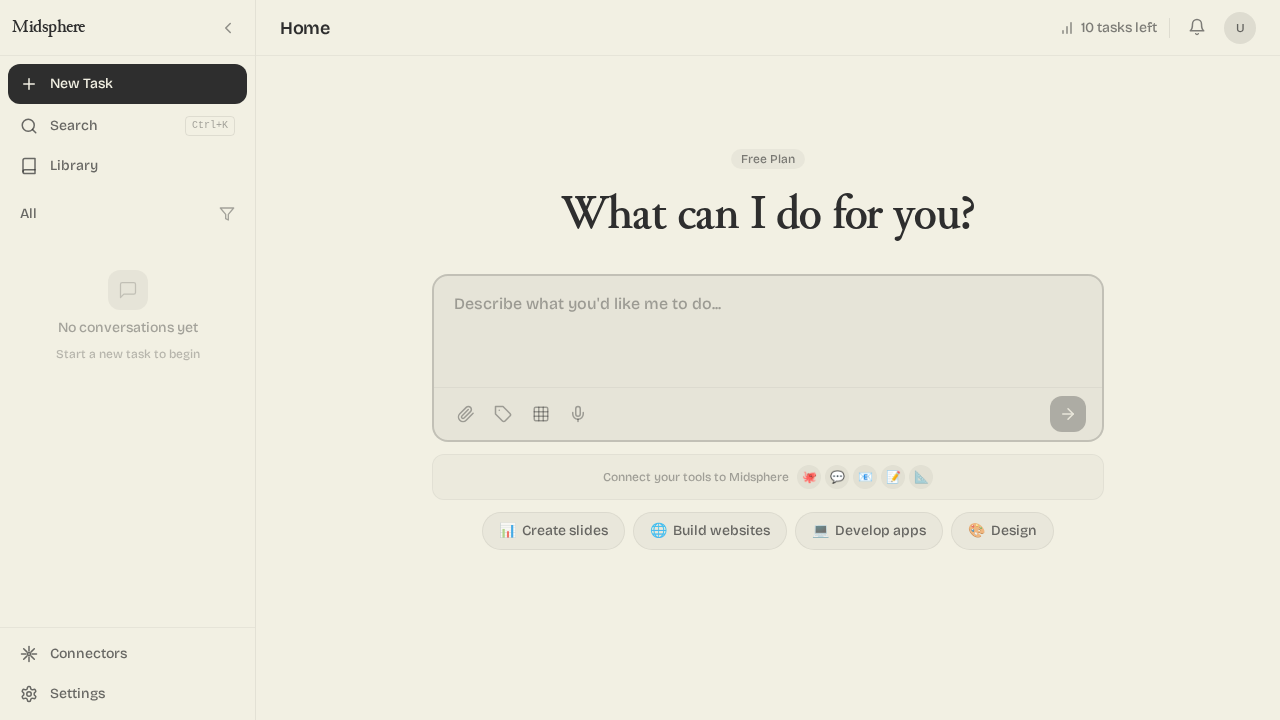 Midsphere
New Task
Search
Ctrl+K
Library
All
No conversations yet
Start a new task to begin
Connectors
Settings
Home
10 tasks left
U
Free Plan
What can I do for you?
Describe what you'd like me to do...
Connect your tools to Midsphere
Create slides
Build websites
Develop apps
Design